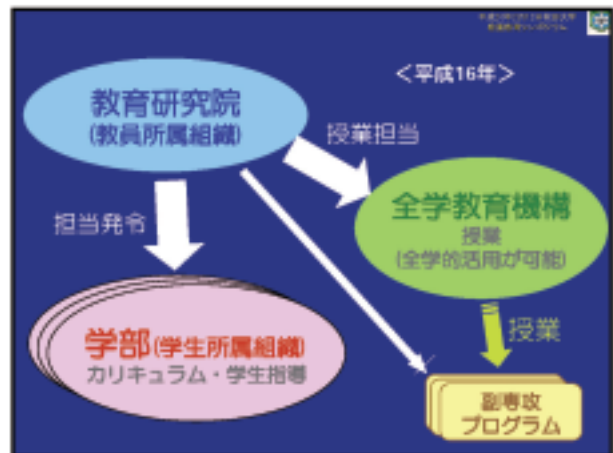 <平成16年>
教育研究院
(教員所属組織)
授業担当
全学教育機構
授業
(全学的活用が可能)
担当発令
学部(学生所属組織)
カリキュラム・学生指導
授業
副専攻
プログラム